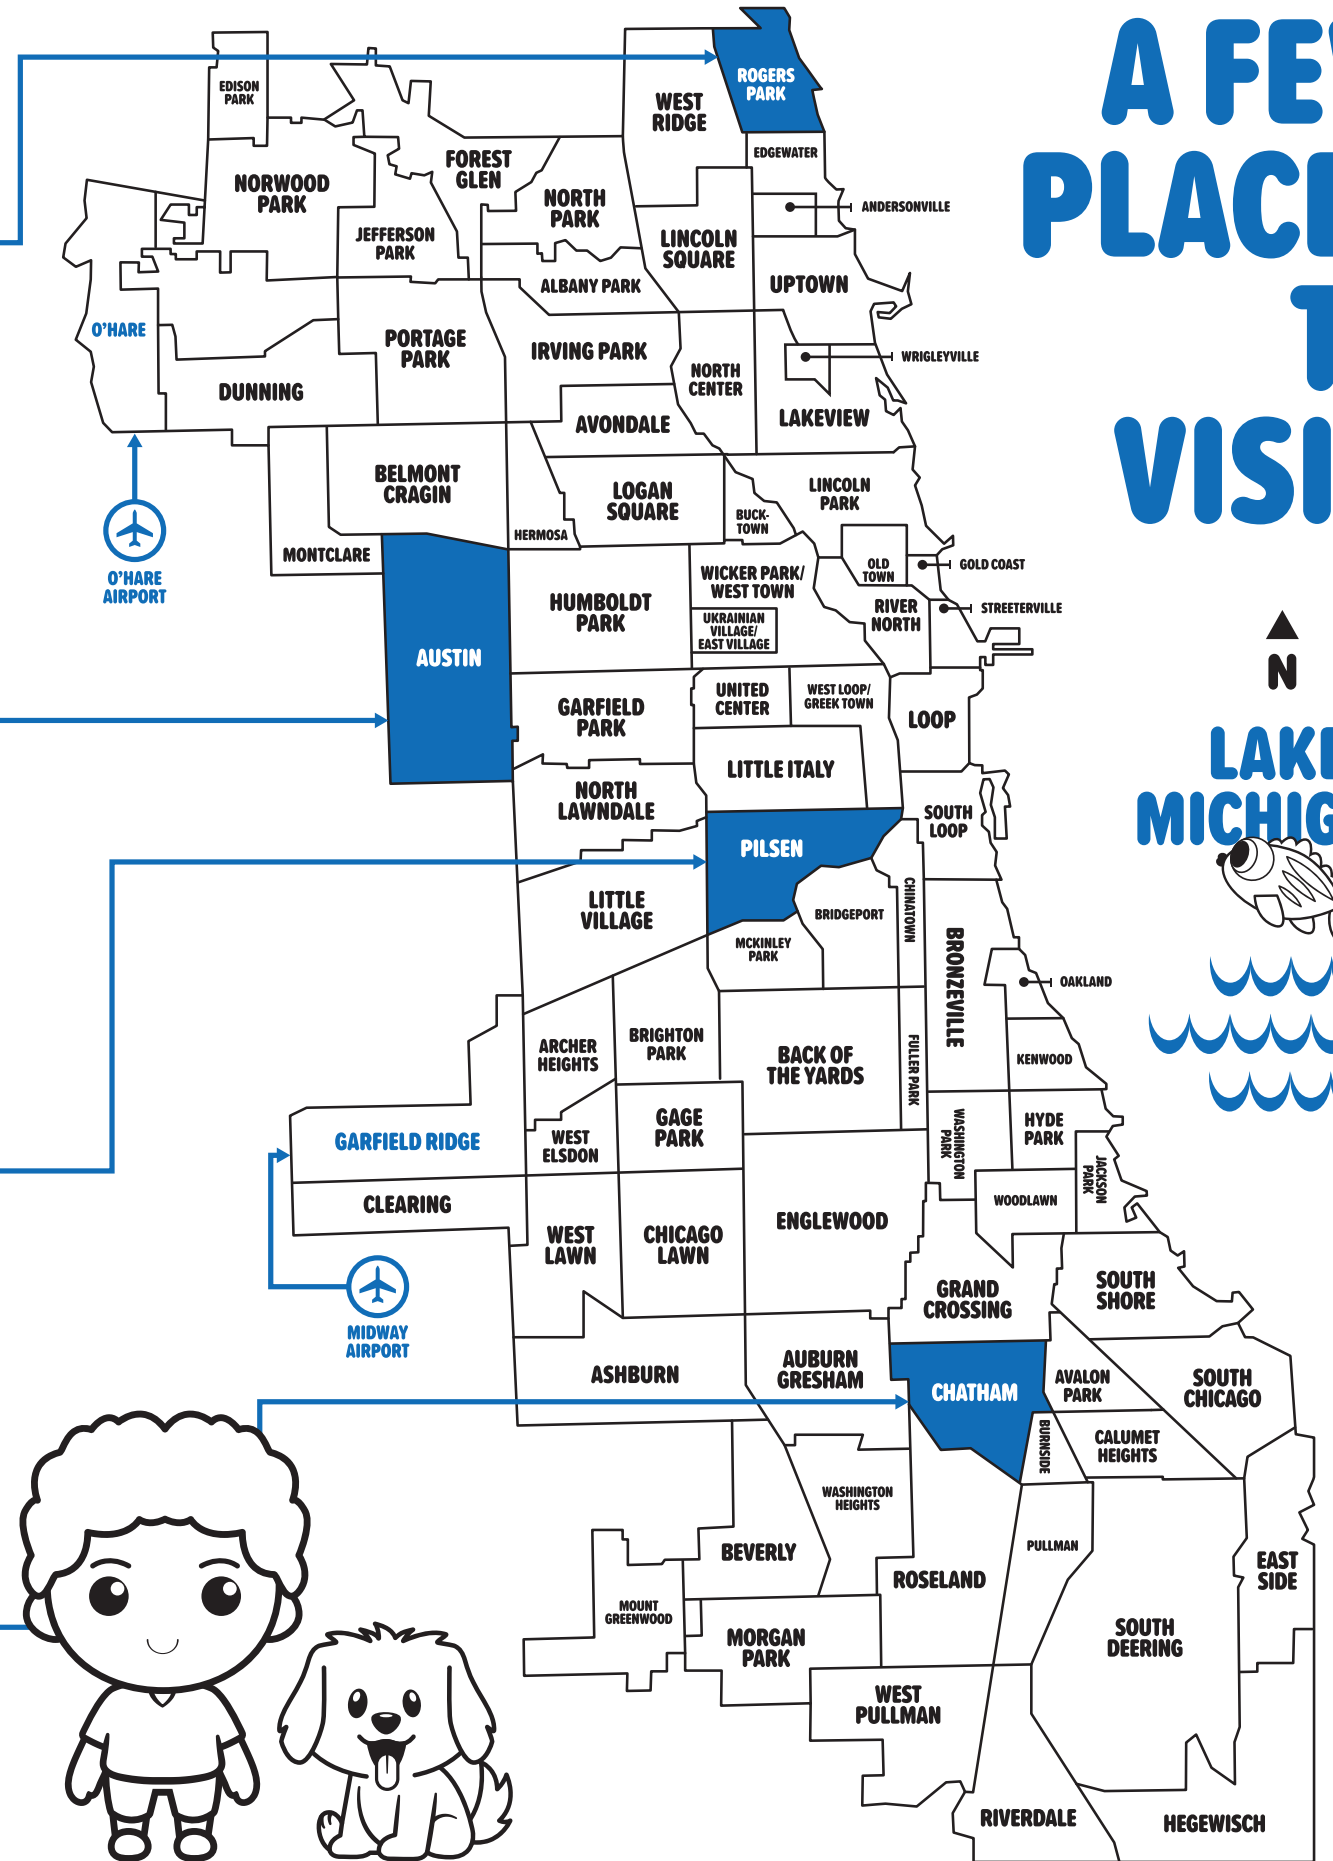 A FE
PLAC
T
VISI
N
LAKE
MICHIG
ROGERS
PARK
EDISON
PARK
WEST
RIDGE
EDGEWATER
FOREST
GLEN
NORWOOD
PARK
NORTH
PARK
ANDERSONVILLE
JEFFERSON
PARK
LINCOLN
SQUARE
ALBANY PARK
UPTOWN
O'HARE
PORTAGE
PARK
IRVING PARK
WRIGLEYVILLE
NORTH
CENTER
DUNNING
AVONDALE
LAKEVIEW
BELMONT
CRAGIN
LOGAN
SQUARE
LINCOLN
PARK
BUCK-
TOWN
HERMOSA
MONTCLARE
O'HARE
AIRPORT
OLD
TOWN
GOLD COAST
WICKER PARK/
WEST TOWN
HUMBOLDT
PARK
RIVER
NORTH
STREETERVILLE
UKRAINIAN
VILLAGE/
EAST VILLAGE
AUSTIN
UNITED
CENTER
WEST LOOP/
GREEK TOWN
GARFIELD
PARK
LOOP
LITTLE ITALY
NORTH
LAWNDALE
SOUTH
LOOP
PILSEN
LITTLE
VILLAGE
BRIDGEPORT
CHINATOWN
MCKINLEY
PARK
BRONZEVILLE
OAKLAND
ARCHER
HEIGHTS
BRIGHTON
PARK
BACK OF
THE YARDS
FULLER PARK
KENWOOD
GARFIELD RIDGE
WEST
ELSDON
GAGE
PARK
WASHINGTON
PARK
HYDE
PARK
JACKSON
PARK
CLEARING
WOODLAWN
WEST
LAWN
CHICAGO
LAWN
ENGLEWOOD
MIDWAY
AIRPORT
GRAND
CROSSING
SOUTH
SHORE
ASHBURN
AUBURN
GRESHAM
CHATHAM
AVALON
PARK
SOUTH
CHICAGO
BURNSIDE
CALUMET
HEIGHTS
WASHINGTON
HEIGHTS
PULLMAN
BEVERLY
ROSELAND
EAST
SIDE
MOUNT
GREENWOOD
MORGAN
PARK
SOUTH
DEERING
WEST
PULLMAN
RIVERDALE
HEGEWISCH